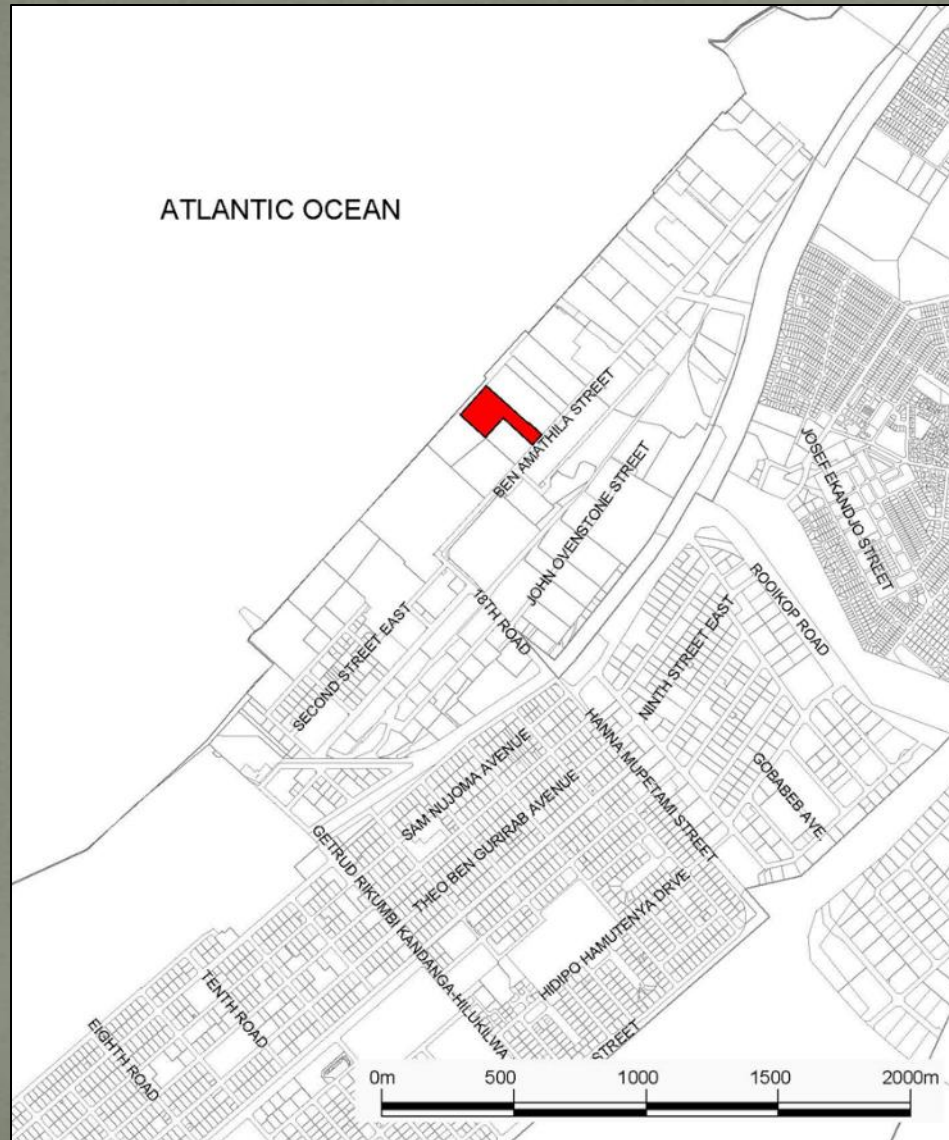 ATLANTIC OCEAN
BEN AMATHILA STREET
JOSEF EKANDJO STREET
JOHN OVENSTONE STREET
ROOIKOP ROAD
18TH ROAD
SECOND STREET EAST
NINTH STREET EAST
HANNA MUPETAMI STREET
SAM NUJOMA AVENUE
GOBABEB AVE.
THEO BEN GURIRAB AVENUE
GETRUD RIKUMBI KANDANGA-HILUKILWA
HIDIPO HAMUTENYA DRVE
TENTH ROAD
EIGHTH ROAD
STREET
0m 500 1000 1500 2000m